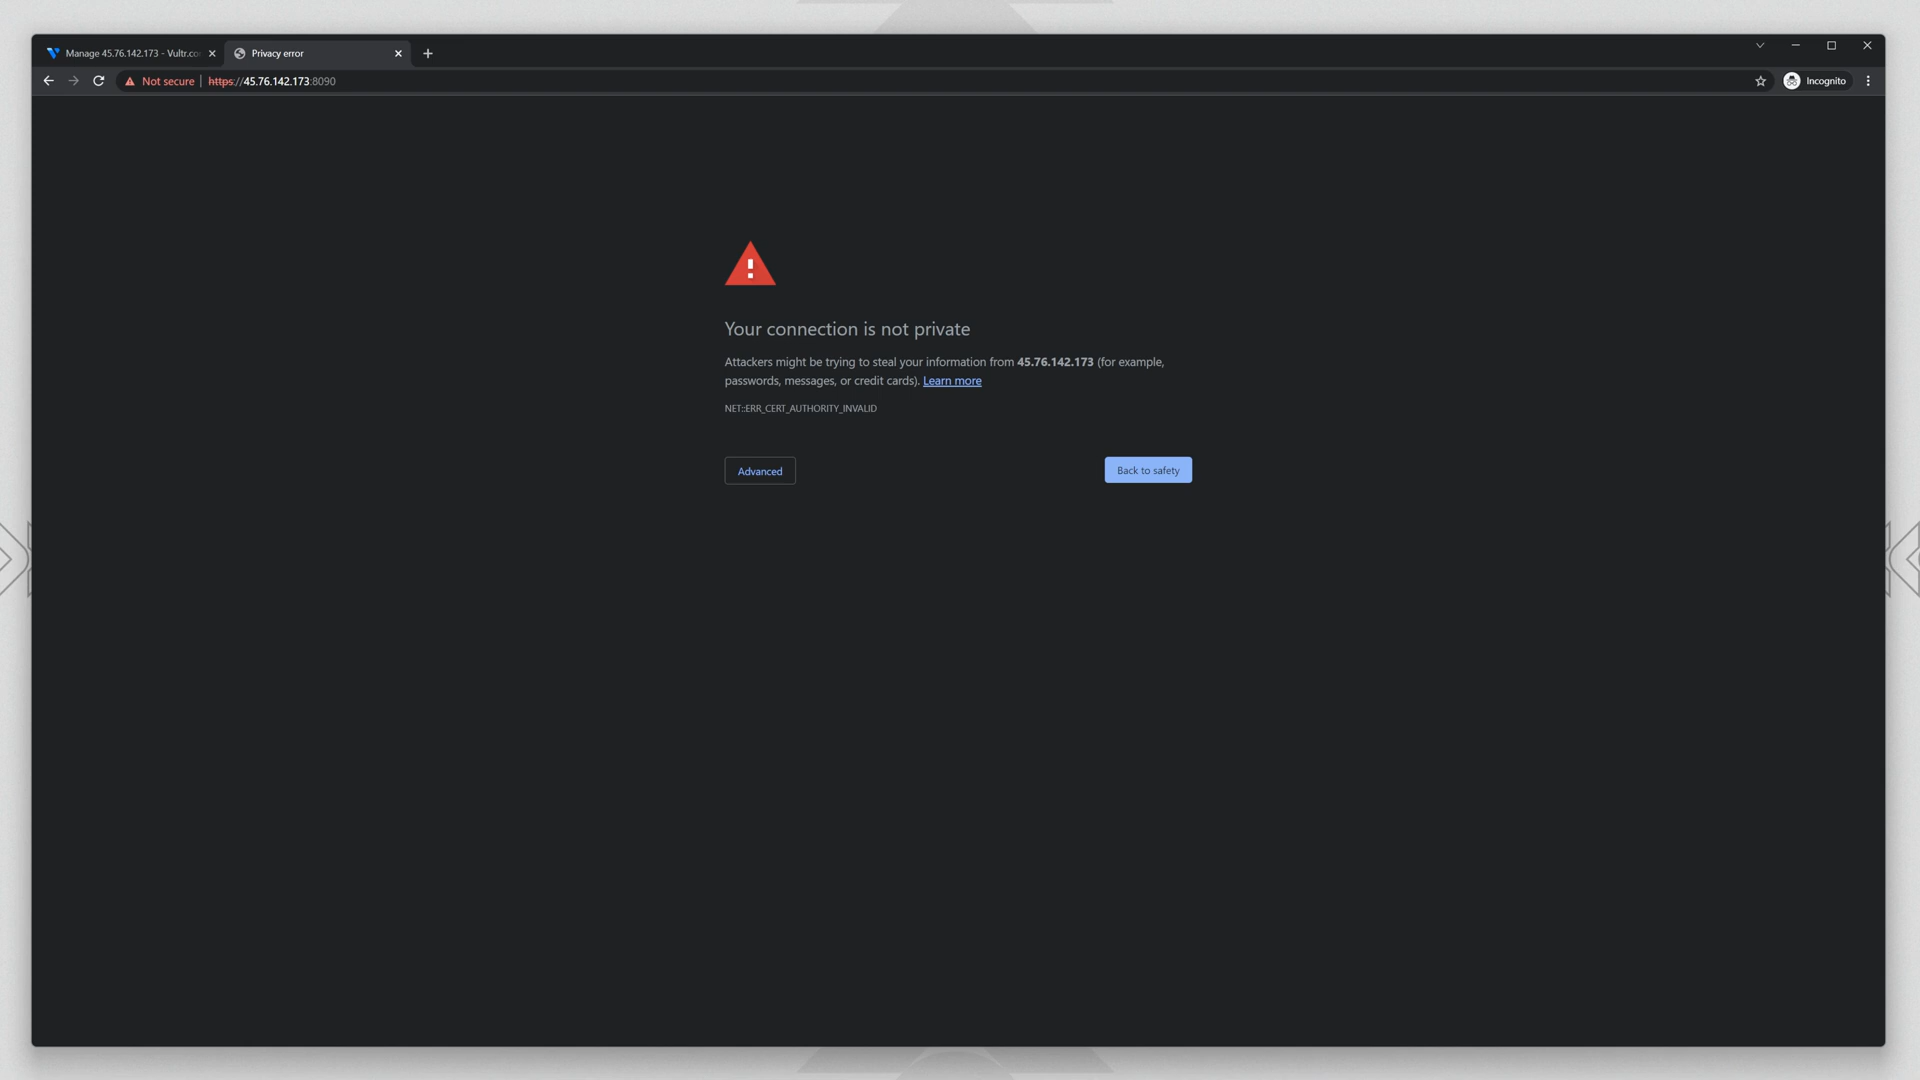 Manage 45.76.142.173 - Vultr.co
Privacy error
Not secure
https://45.76.142.173:8090
Incognito
Your connection is not private
Attackers might be trying to steal your information from 45.76.142.173 (for example,
passwords, messages, or credit cards). Learn more
NET::ERR_CERT_AUTHORITY_INVALID
Advanced
Back to safety